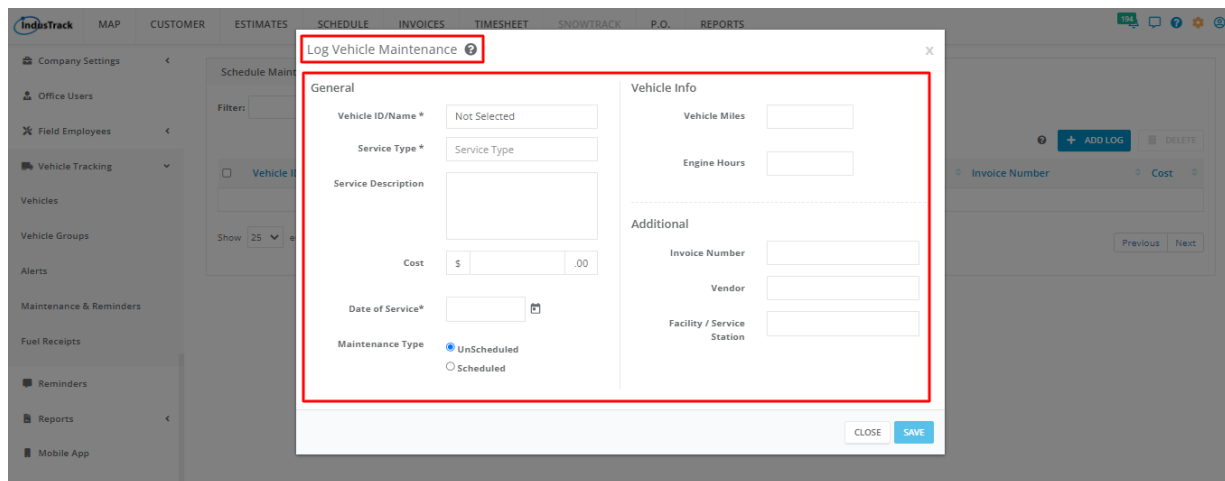 IndusTrack MAP CUSTOMER ESTIMATES SCHEDULE INVOICES TIMESHEET SNOWTRACK P.O. REPORTS 194
Log Vehicle Maintenance ? x
Company Settings
Office Users
Field Employees
Vehicle Tracking
Vehicles
Vehicle Groups
Alerts
Maintenance & Reminders
Fuel Receipts
Reminders
Reports
Mobile App
Schedule Maint
Filter:
Vehicle I
Show 25 e
General
Vehicle ID/Name * Not Selected
Service Type * Service Type
Service Description
Cost $ .00
Date of Service*
Maintenance Type UnScheduled
Scheduled
Vehicle Info
Vehicle Miles
Engine Hours
Additional
Invoice Number
Vendor
Facility / Service
Station
CLOSE SAVE
? + ADD LOG DELETE
Invoice Number Cost
Previous Next